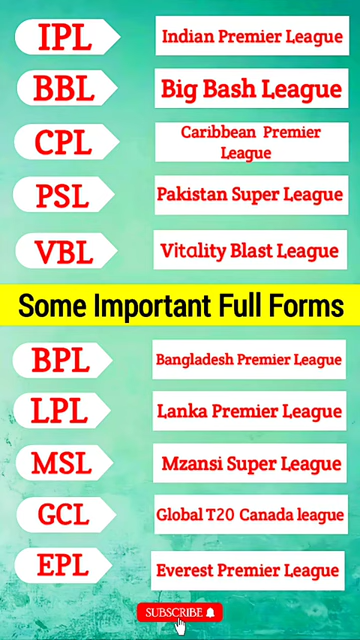 IPL Indian Premier League
BBL Big Bash League
CPL Caribbean Premier
League
PSL Pakistan Super League
VBL Vitality Blast League
Some Important Full Forms
BPL Bangladesh Premier League
LPL Lanka Premier League
MSL Mzansi Super League
GCL Global T20 Canada league
EPL Everest Premier League
SUBSCRIBE